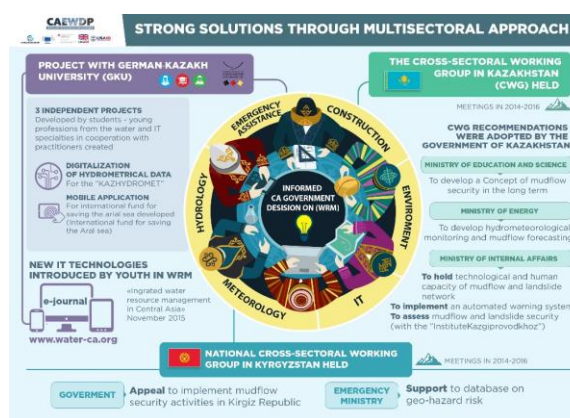 CAEWDP
USAID
STRONG SOLUTIONS THROUGH MULTISECTORAL APPROACH
PROJECT WITH GERMAN KAZAKH
UNIVERSITY (GKU)
3 INDEPENDENT PROJECTS
Developed by students - young
professions from the water and IT
specialties in cooperation with
practitioners created
DIGITALIZATION
OF HYDROMETRICAL DATA
For the "KAZHYDROMET"
MOBILE APPLICATION
For international fund for
saving the arial sea developed
(International fund for saving
the Aral sea)
NEW IT TECHNOLOGIES
INTRODUCED BY YOUTH IN WRM
e-journal
www.water-ca.org
«Ingrated water
resource management
in Central Asia»
November 2015
EMERGENCY
ASSISTANCE
CONSTRUCTION
ENVIROMENT
IT
METEOROLOGY
HYDROLOGY
INFORMED
CA GOVERNMENT
DESISION ON (WRM)
THE CROSS-SECTORAL WORKING
GROUP IN KAZAKHSTAN
(CWG) HELD
MEETINGS IN 2014-2016
CWG RECOMMENDATIONS
WERE ADOPTED BY THE
GOVERNMENT OF KAZAKHSTAN
MINISTRY OF EDUCATION AND SCIENCE
To develop a Concept of mudflow
security in the long term
MINISTRY OF ENERGY
To develop hydrometeorological
monitoring and mudflow forecasting
MINISTRY OF INTERNAL AFFAIRS
To hold technological and human
capacity of mudflow and landslide
network
To implement an automated warning system
To assess mudflow and landslide security
(with the "InstituteKazgiprovodkhoz")
NATIONAL CROSS-SECTORAL WORKING
GROUP IN KYRGYZSTAN HELD
MEETINGS IN 2014-2016
GOVERMENT
Appeal to implement mudflow
security activities in Kirgiz Republic
EMERGENCY
MINISTRY
Support to database on
geo-hazard risk